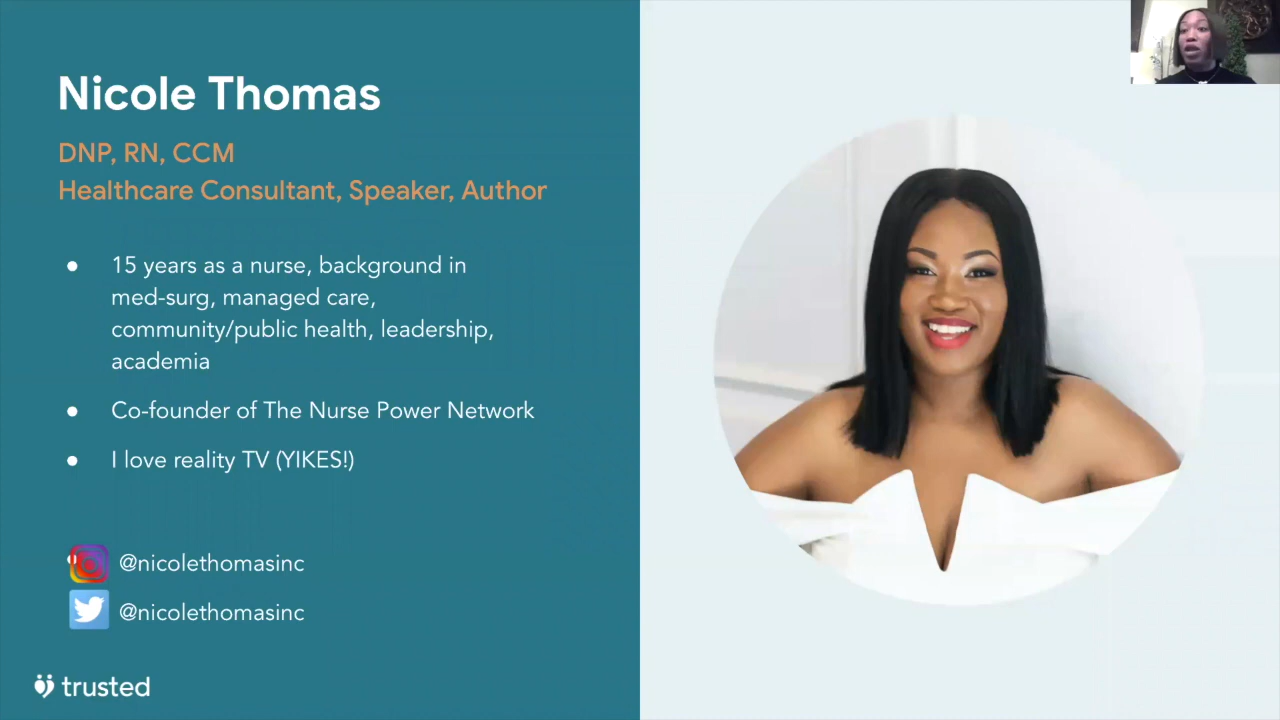 Nicole Thomas
DNP, RN, CCM
Healthcare Consultant, Speaker, Author
● 15 years as a nurse, background in
med-surg, managed care,
community/public health, leadership,
academia
● Co-founder of The Nurse Power Network
● I love reality TV (YIKES!)
@nicolethomasinc
@nicolethomasinc
trusted